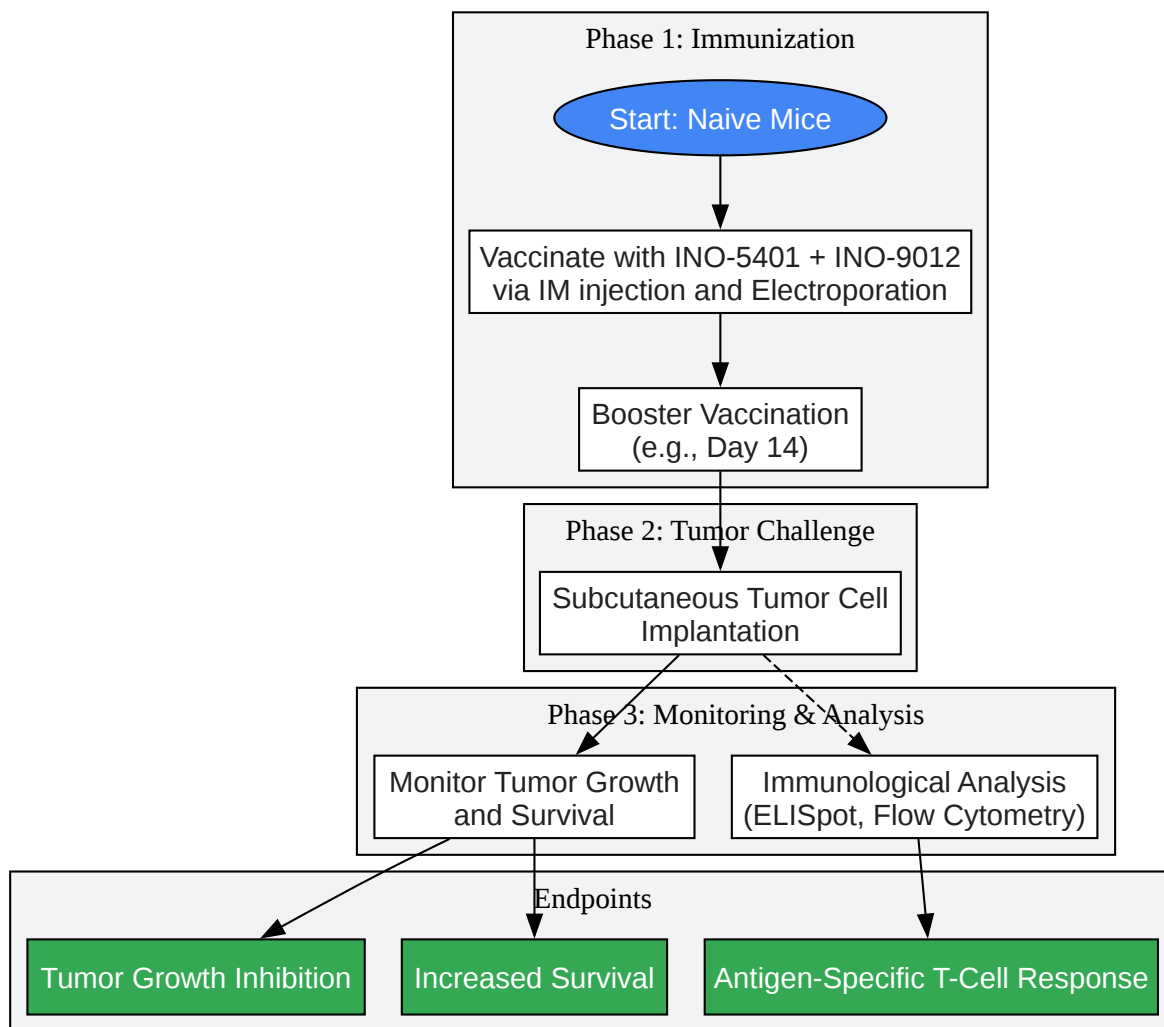 Phase 1: Immunization
Start: Naive Mice
Vaccinate with INO-5401 + INO-9012
via IM injection and Electroporation
Booster Vaccination
(e.g., Day 14)
Phase 2: Tumor Challenge
Subcutaneous Tumor Cell
Implantation
Phase 3: Monitoring & Analysis
Monitor Tumor Growth
and Survival
Immunological Analysis
(ELISpot, Flow Cytometry)
Endpoints
Tumor Growth Inhibition
Increased Survival
Antigen-Specific T-Cell Response